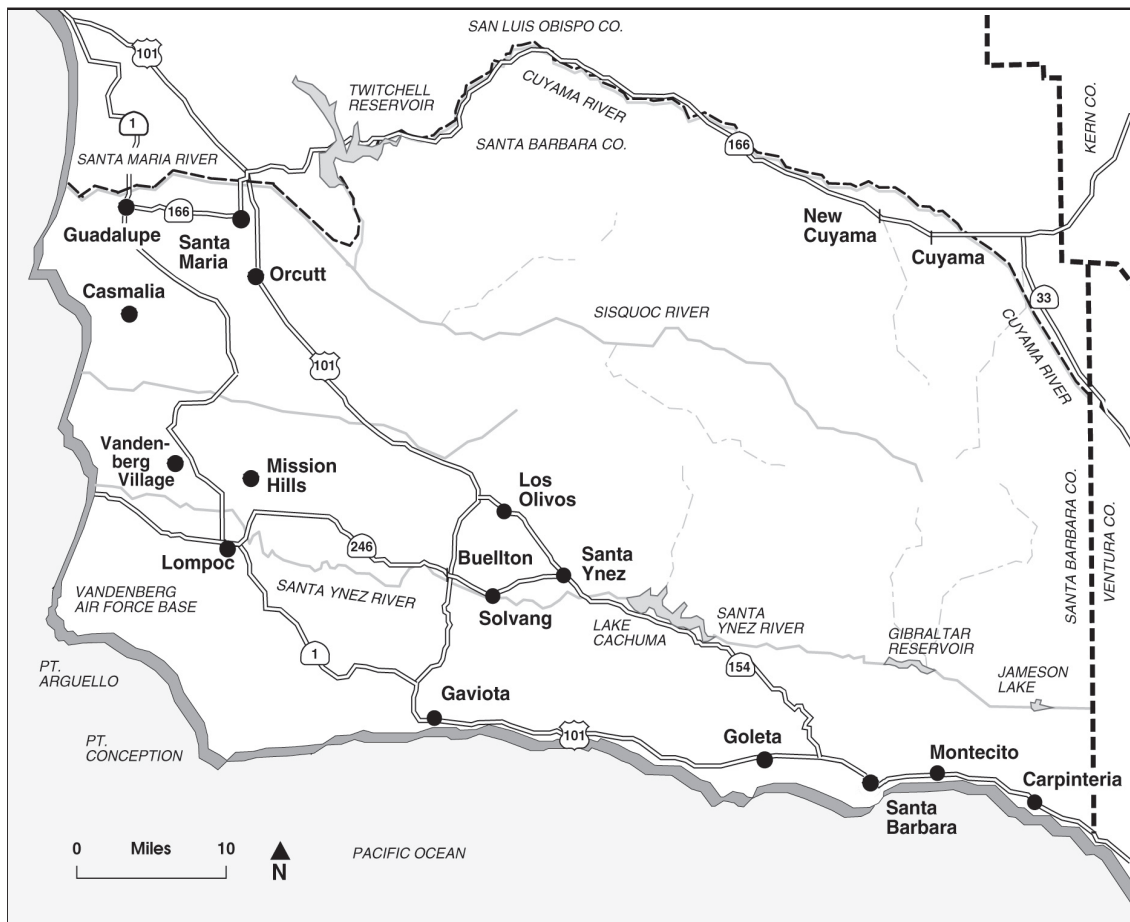 SAN LUIS OBISPO CO.
101
TWITCHELL
RESERVOIR
CUYAMA RIVER
1
SANTA BARBARA CO.
KERN CO.
166
SANTA MARIA RIVER
166
Guadalupe
Santa
Maria
New
Cuyama
Cuyama
Orcutt
Casmalia
33
SISQUOC RIVER
CUYAMA RIVER
101
Vanden-
berg
Village
Mission
Hills
Los
Olivos
SANTA BARBARA CO.
VENTURA CO.
246
Buellton
Santa
Ynez
Lompoc
SANTA YNEZ RIVER
VANDENBERG
AIR FORCE BASE
Solvang
LAKE
CACHUMA
SANTA
YNEZ RIVER
GIBRALTAR
RESERVOIR
1
154
PT.
ARGUELLO
JAMESON
LAKE
Gaviota
101
Goleta
PT.
CONCEPTION
Montecito
Carpinteria
Santa
Barbara
0 Miles 10
N
PACIFIC OCEAN